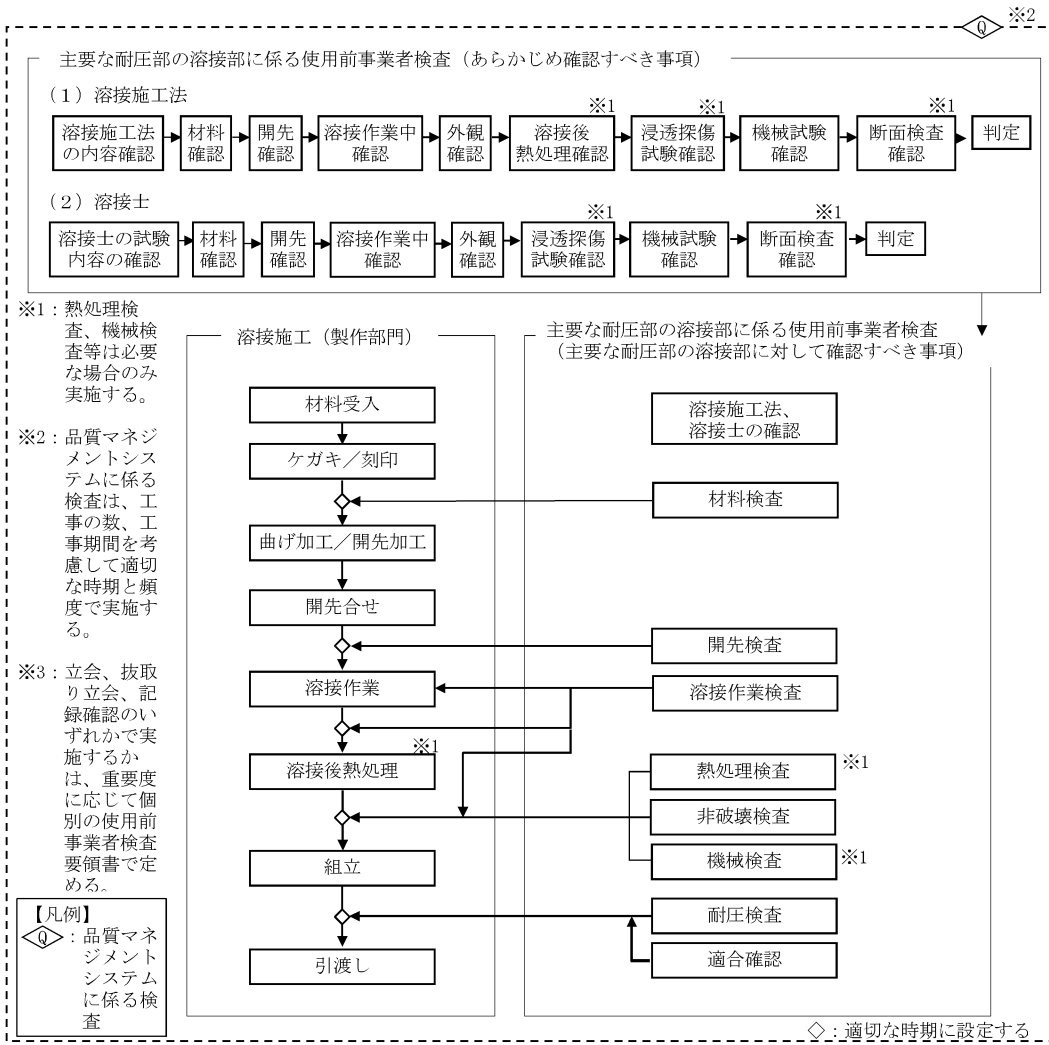 Q ※2
主要な耐圧部の溶接部に係る使用前事業者検査（あらかじめ確認すべき事項）
（１）溶接施工法
溶接施工法
の内容確認
材料
確認
開先
確認
溶接作業中
確認
外観
確認
※1
溶接後
熱処理確認
※1
浸透探傷
試験確認
機械試験
確認
※1
断面検査
確認
判定
（２）溶接士
溶接士の試験
内容の確認
材料
確認
開先
確認
溶接作業中
確認
外観
確認
※1
浸透探傷
試験確認
機械試験
確認
※1
断面検査
確認
判定
※1：熱処理検
査、機械検
査等は必要
な場合のみ
実施する。
※2：品質マネジ
メントシス
テムに係る
検査は、工
事の数、工
事期間を考
慮して適切
な時期と頻
度で実施す
る。
※3：立会、抜取
り立会、記
録確認のい
ずれかで実
施するか
は、重要度
に応じて個
別の使用前
事業者検査
要領書で定
める。
【凡例】
Q：品質マネ
ジメント
システム
に係る検
査
溶接施工（製作部門）
材料受入
ケガキ／刻印
曲げ加工／開先加工
開先合せ
溶接作業
※1
溶接後熱処理
組立
引渡し
主要な耐圧部の溶接部に係る使用前事業者検査
（主要な耐圧部の溶接部に対して確認すべき事項）
溶接施工法、
溶接士の確認
材料検査
開先検査
溶接作業検査
熱処理検査 ※1
非破壊検査
機械検査 ※1
耐圧検査
適合確認
◇：適切な時期に設定する